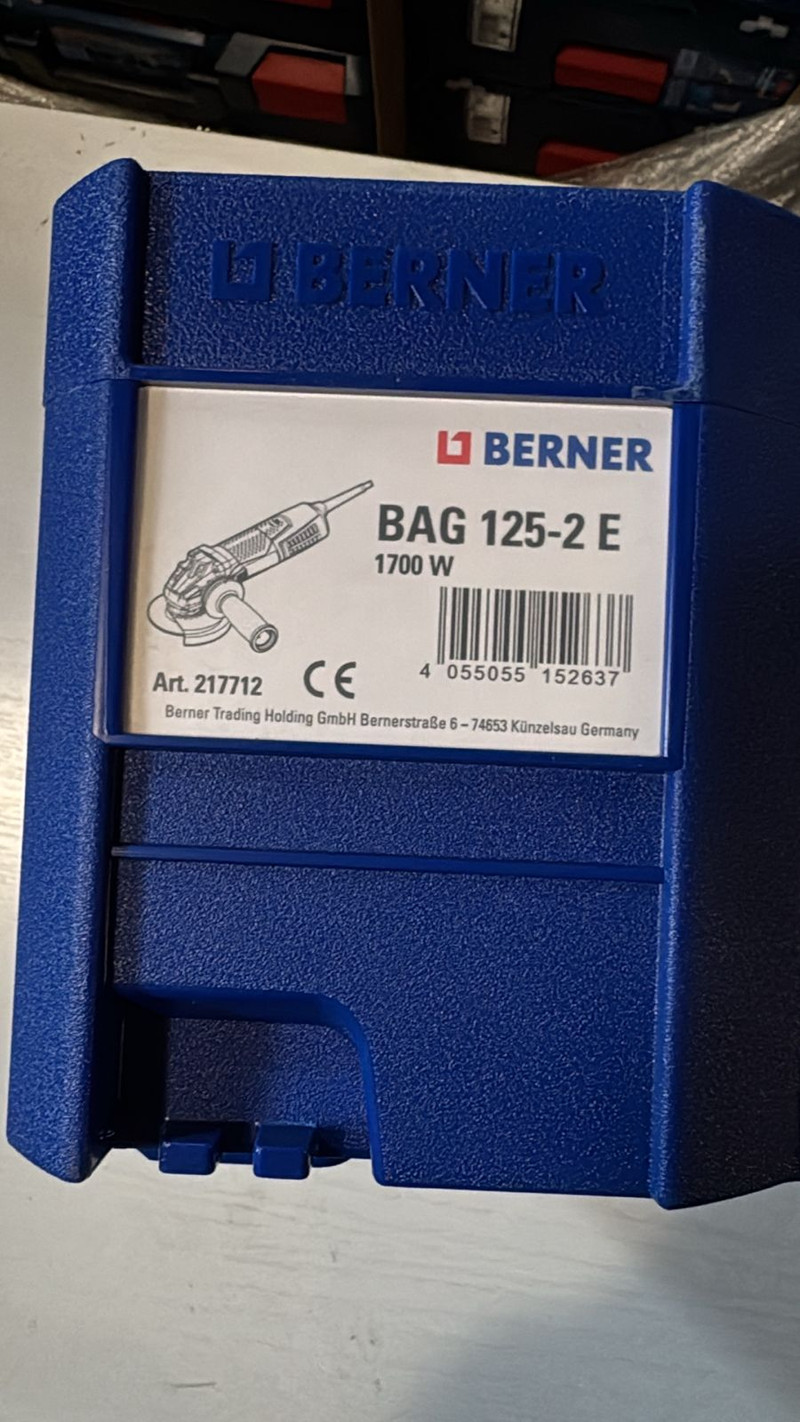 BERNER
BERNER
BAG 125-2 E
1700 W
4 055055 152637
Art. 217712 CE
Berner Trading Holding GmbH Bernerstraße 6 – 74653 Künzelsau Germany